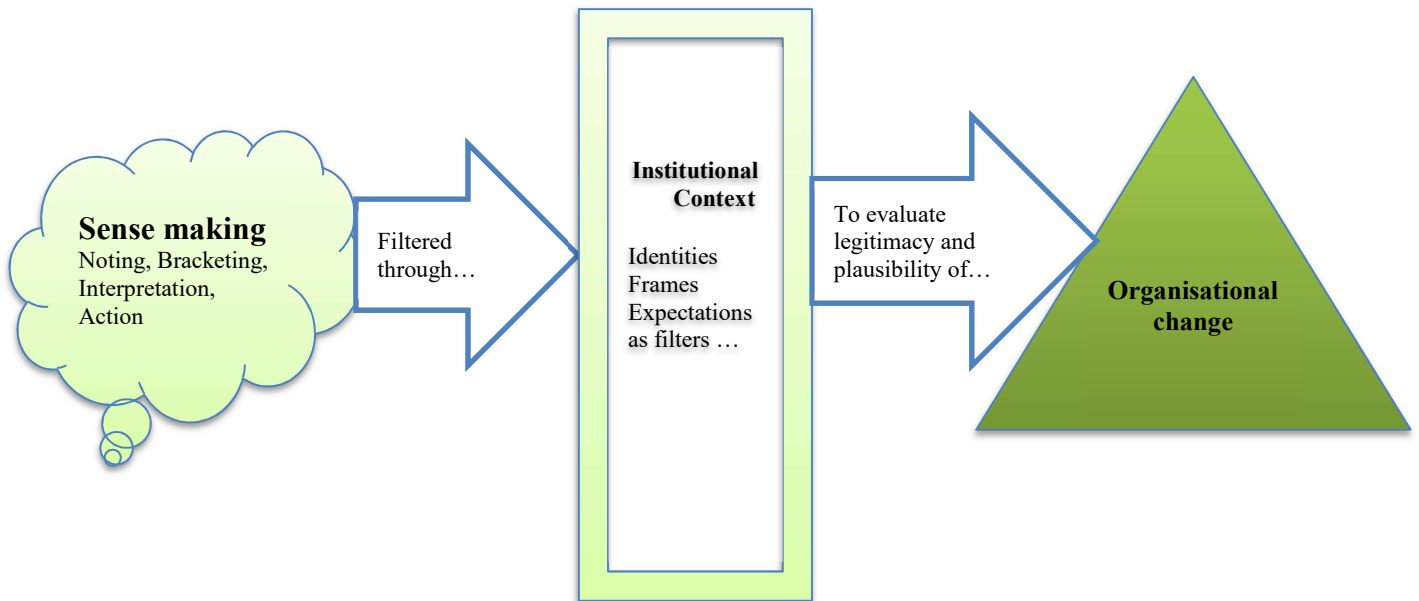 Sense making
Noting, Bracketing,
Interpretation,
Action
Filtered
through…
Institutional
Context
Identities
Frames
Expectations
as filters …
To evaluate
legitimacy and
plausibility of…
Organisational
change